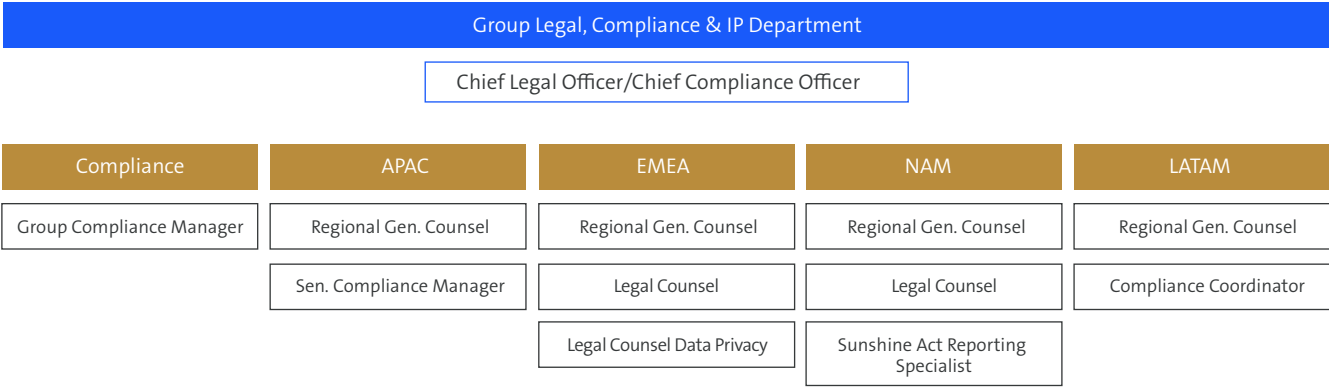 Group Legal, Compliance & IP Department
Chief Legal Officer/Chief Compliance Officer
Compliance
APAC
EMEA
NAM
LATAM
Group Compliance Manager
Regional Gen. Counsel
Regional Gen. Counsel
Regional Gen. Counsel
Regional Gen. Counsel
Sen. Compliance Manager
Legal Counsel
Legal Counsel
Compliance Coordinator
Legal Counsel Data Privacy
Sunshine Act Reporting
Specialist